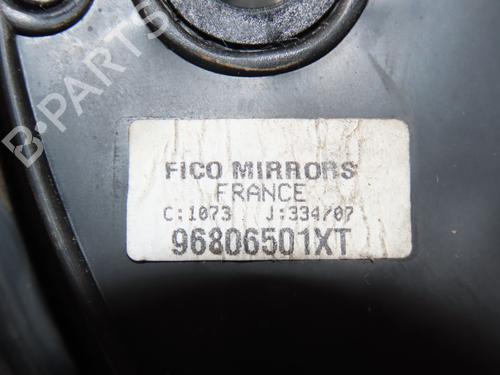 B-PARTS
FICO MIRRORS
FRANCE
C:1073 J:334/07
96806501XT